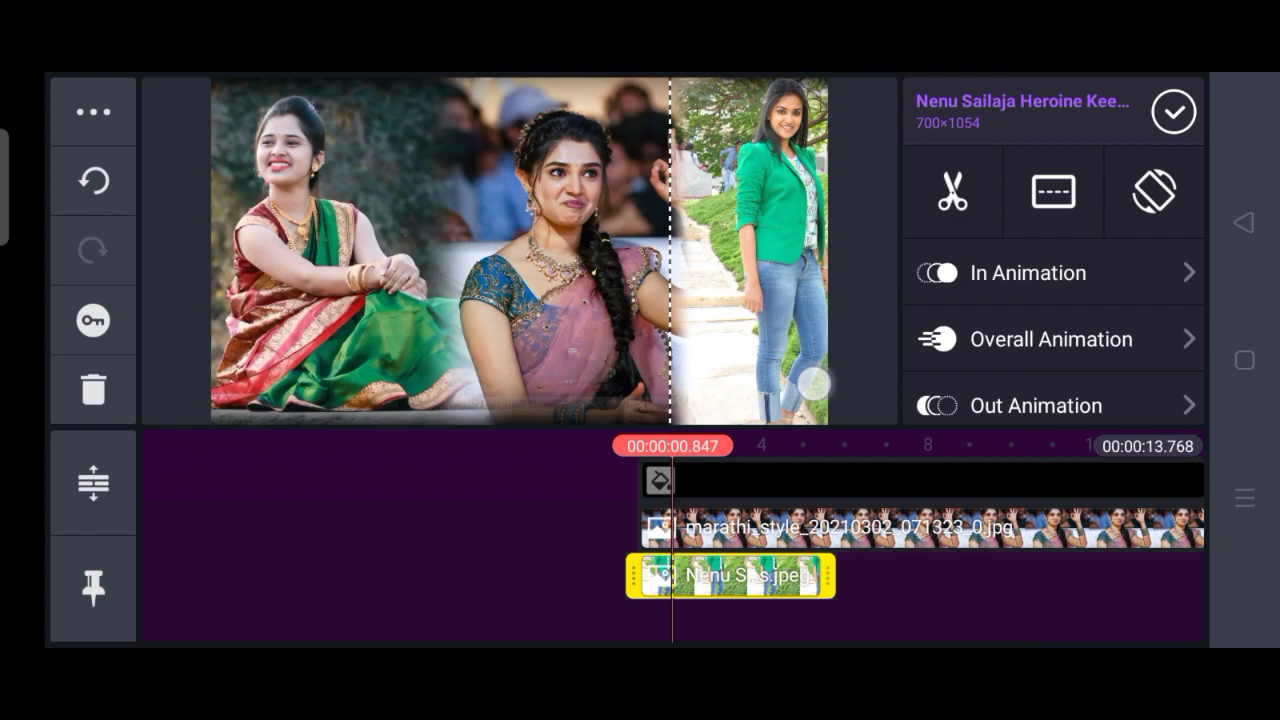 Nenu Sailaja Heroine Kee...
700×1054
In Animation
Overall Animation
Out Animation
00:00:00.847
4
8
1
00:00:13.768
marathi_style_20210302_071323_0.jpg
Nenu S...s.jpeg